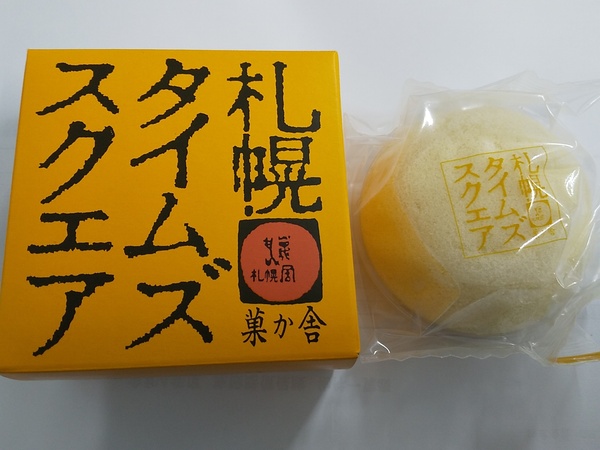 札幌
タイムズ
スクエア
札幌
菓か舎
札幌
タイムズ
スクエア